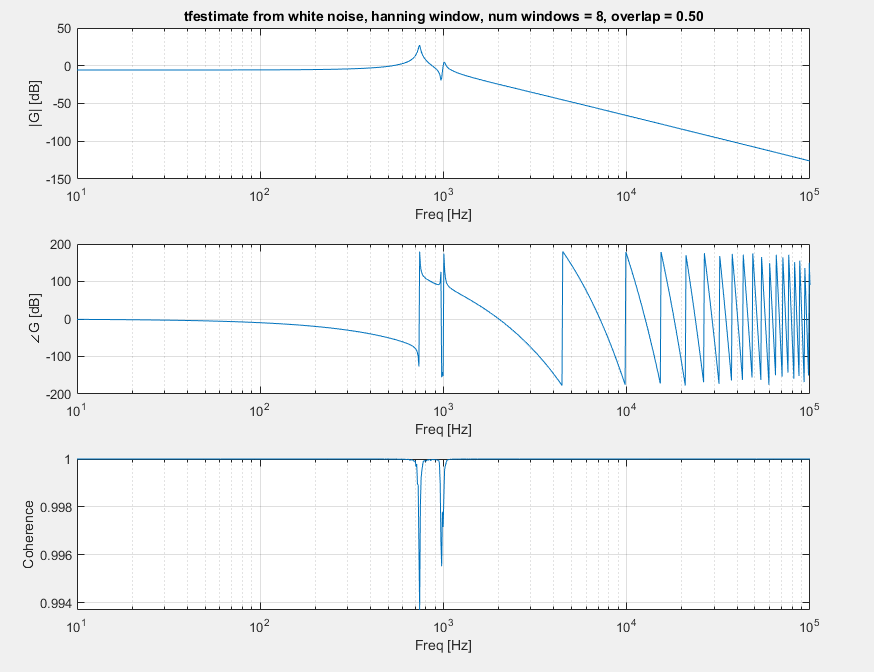 tfestimate from white noise, hanning window, num windows = 8, overlap = 0.50
50
0
-50
-100
-150
|G| [dB]
10^1 10^2 10^3 10^4 10^5
Freq [Hz]
200
100
0
-100
-200
∠G [dB]
10^1 10^2 10^3 10^4 10^5
Freq [Hz]
1
0.998
0.996
0.994
Coherence
10^1 10^2 10^3 10^4 10^5
Freq [Hz]